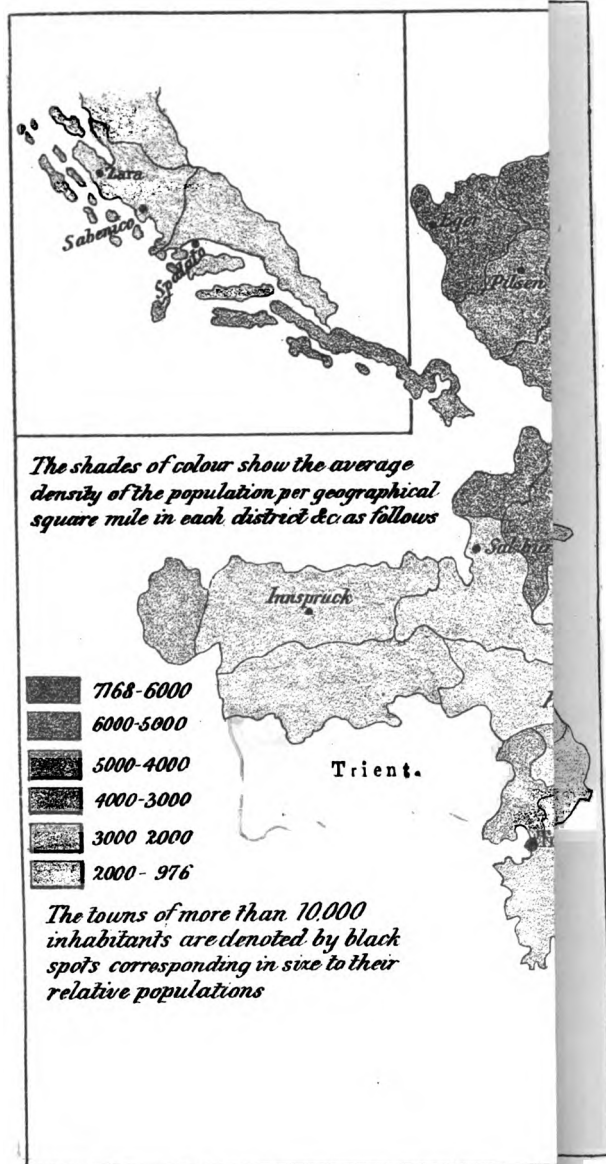 Zara
Sabenico
Spalato
Eger
Pilsen
The shades of colour show the average
density of the population per geographical
square mile in each district &c as follows
Innspruck
7168-6000
6000-5000
5000-4000
4000-3000
3000 2000
2000- 976
Trient.
The towns of more than 10,000
inhabitants are denoted by black
spots corresponding in size to their
relative populations